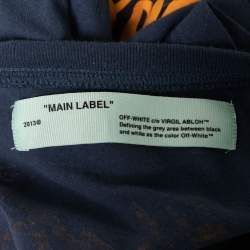 "MAIN LABEL"
2013®
OFF-WHITE c/o VIRGIL ABLOH™
Defining the grey area between black
and white as the color Off-White™